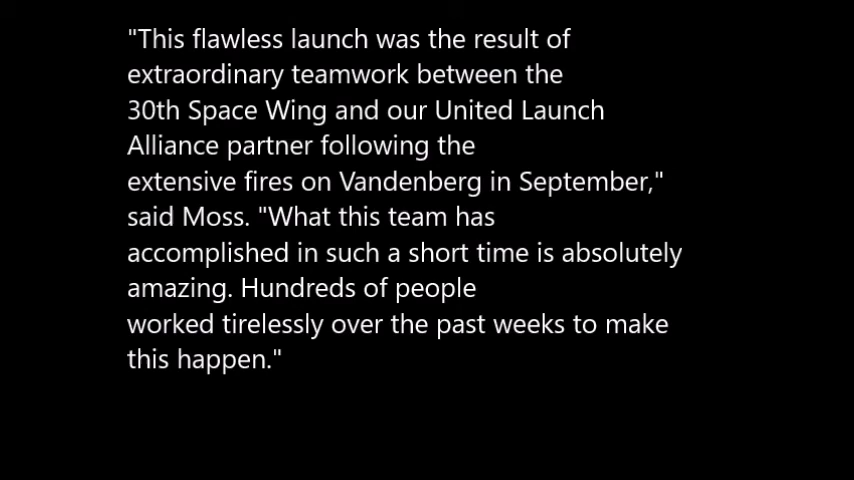 "This flawless launch was the result of
extraordinary teamwork between the
30th Space Wing and our United Launch
Alliance partner following the
extensive fires on Vandenberg in September,"
said Moss. "What this team has
accomplished in such a short time is absolutely
amazing. Hundreds of people
worked tirelessly over the past weeks to make
this happen."